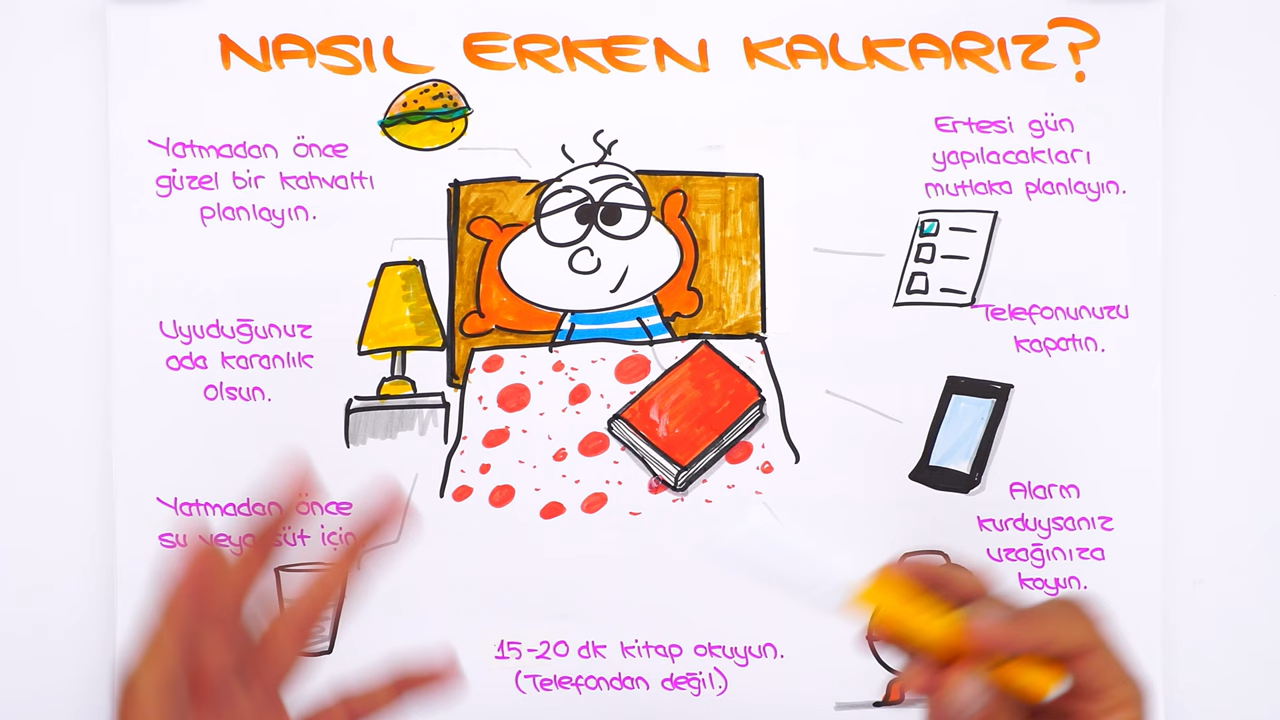 NASIL ERKEN KALKARIZ?
Yatmadan önce
güzel bir kahvaltı
planlayın.
Uyuduğunuz
oda karanlık
olsun.
Yatmadan önce
su veya süt için.
Ertesi gün
yapılacakları
mutlaka planlayın.
Telefonunuzu
kapatın.
Alarm
kurduysanız
uzağınıza
koyun.
15-20 dk kitap okuyun.
(Telefondan değil.)